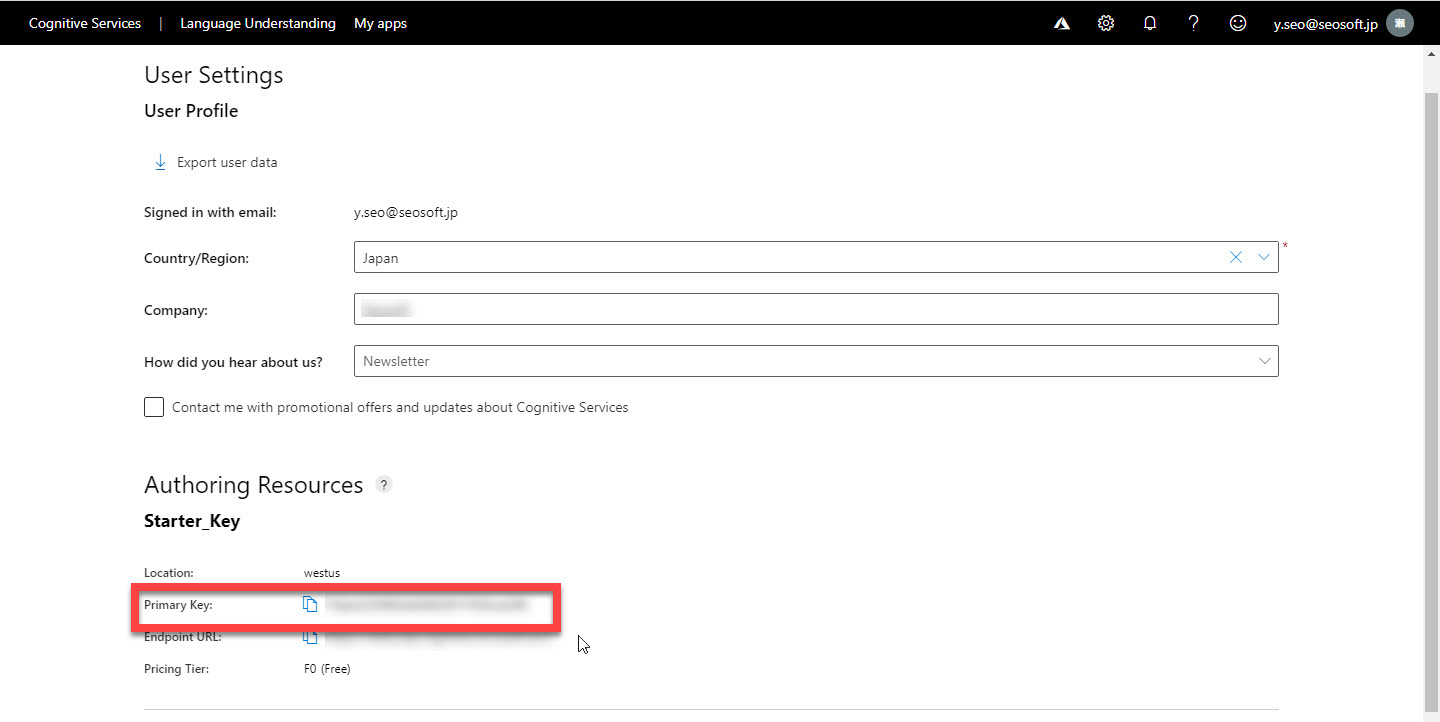 Cognitive Services | Language Understanding My apps ? y.seo@seosoft.jp
User Settings
User Profile
Export user data
Signed in with email: y.seo@seosoft.jp
Country/Region: Japan *
Company:
How did you hear about us? Newsletter
Contact me with promotional offers and updates about Cognitive Services
Authoring Resources ?
Starter_Key
Location: westus
Primary Key:
Endpoint URL:
Pricing Tier: F0 (Free)